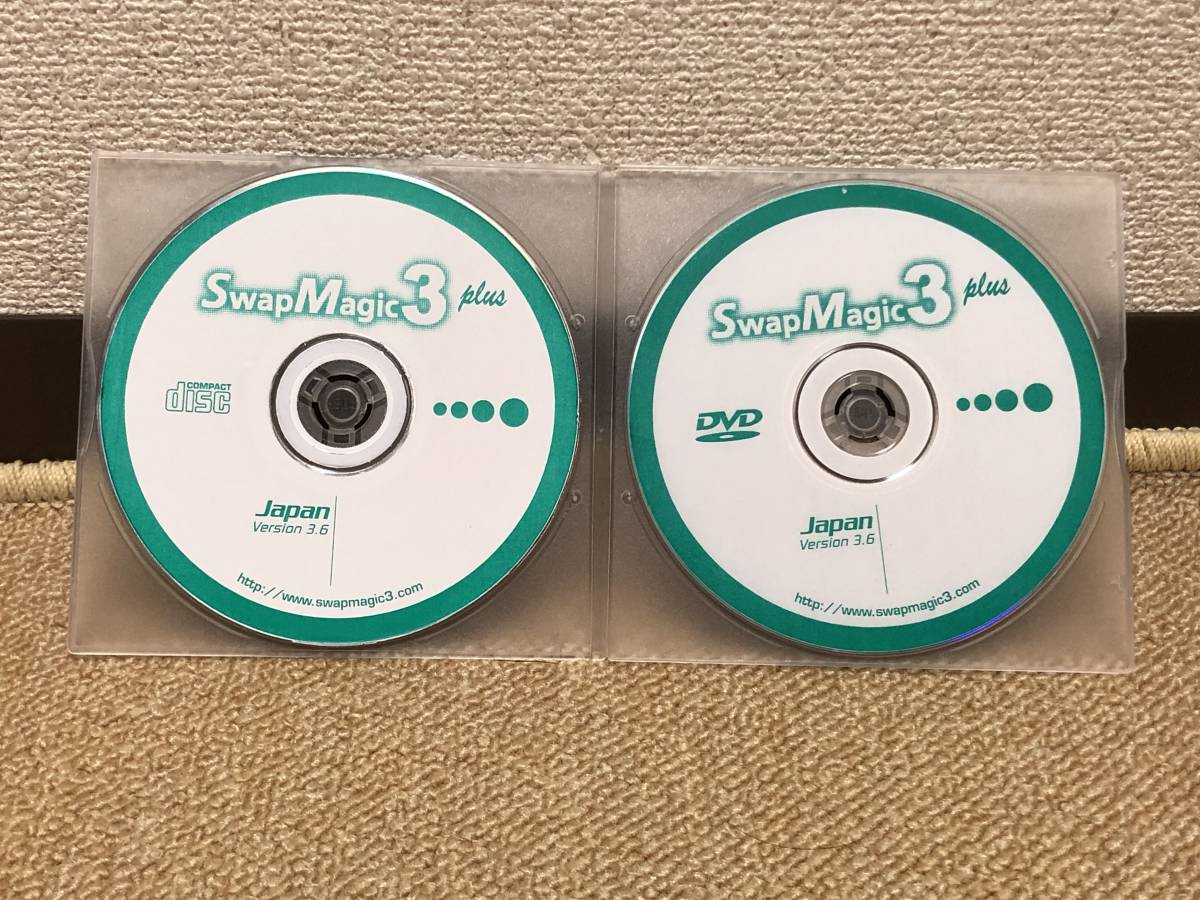 SwapMagic3 plus
COMPACT
disc
Japan
Version 3.6
http://www.swapmagic3.com
SwapMagic3 plus
DVD
Japan
Version 3.6
http://www.swapmagic3.com